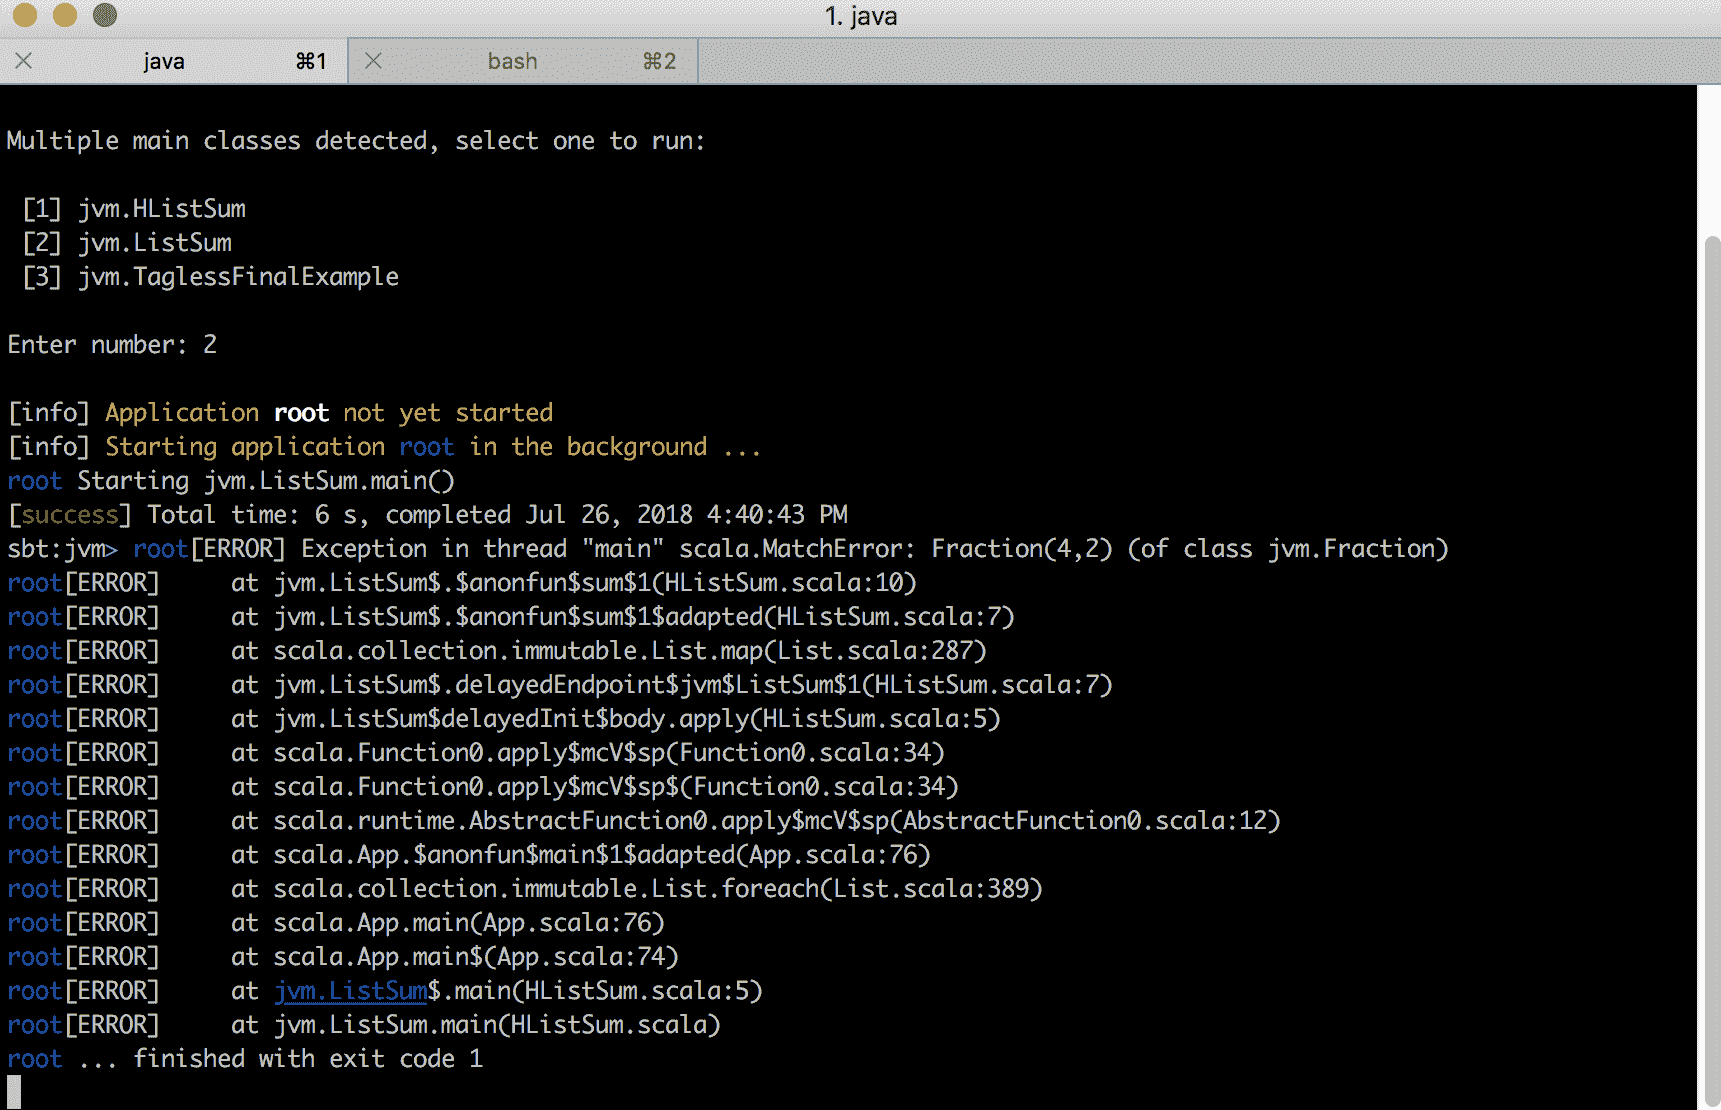 1. java
java ⌘1 bash ⌘2
Multiple main classes detected, select one to run:
[1] jvm.HListSum
[2] jvm.ListSum
[3] jvm.TaglessFinalExample
Enter number: 2
[info] Application root not yet started
[info] Starting application root in the background ...
root Starting jvm.ListSum.main()
[success] Total time: 6 s, completed Jul 26, 2018 4:40:43 PM
sbt:jvm> root[ERROR] Exception in thread "main" scala.MatchError: Fraction(4,2) (of class jvm.Fraction)
root[ERROR]     at jvm.ListSum$.$anonfun$sum$1(HListSum.scala:10)
root[ERROR]     at jvm.ListSum$.$anonfun$sum$1$adapted(HListSum.scala:7)
root[ERROR]     at scala.collection.immutable.List.map(List.scala:287)
root[ERROR]     at jvm.ListSum$.delayedEndpoint$jvm$ListSum$1(HListSum.scala:7)
root[ERROR]     at jvm.ListSum$delayedInit$body.apply(HListSum.scala:5)
root[ERROR]     at scala.Function0.apply$mcV$sp(Function0.scala:34)
root[ERROR]     at scala.Function0.apply$mcV$sp$(Function0.scala:34)
root[ERROR]     at scala.runtime.AbstractFunction0.apply$mcV$sp(AbstractFunction0.scala:12)
root[ERROR]     at scala.App.$anonfun$main$1$adapted(App.scala:76)
root[ERROR]     at scala.collection.immutable.List.foreach(List.scala:389)
root[ERROR]     at scala.App.main(App.scala:76)
root[ERROR]     at scala.App.main$(App.scala:74)
root[ERROR]     at jvm.ListSum$.main(HListSum.scala:5)
root[ERROR]     at jvm.ListSum.main(HListSum.scala)
root ... finished with exit code 1